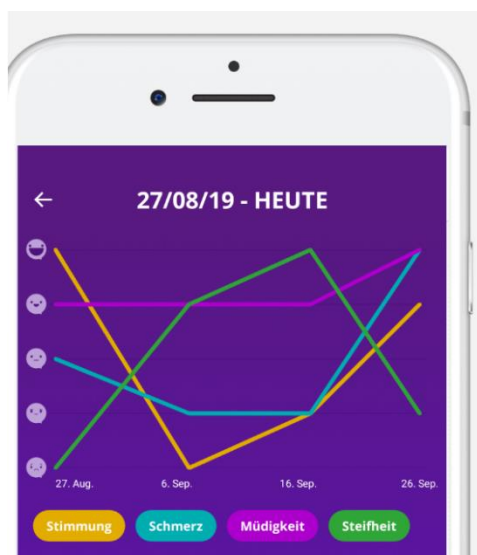 27/08/19 - HEUTE
27. Aug. 6. Sep. 16. Sep. 26. Sep.
Stimmung Schmerz Müdigkeit Steifheit